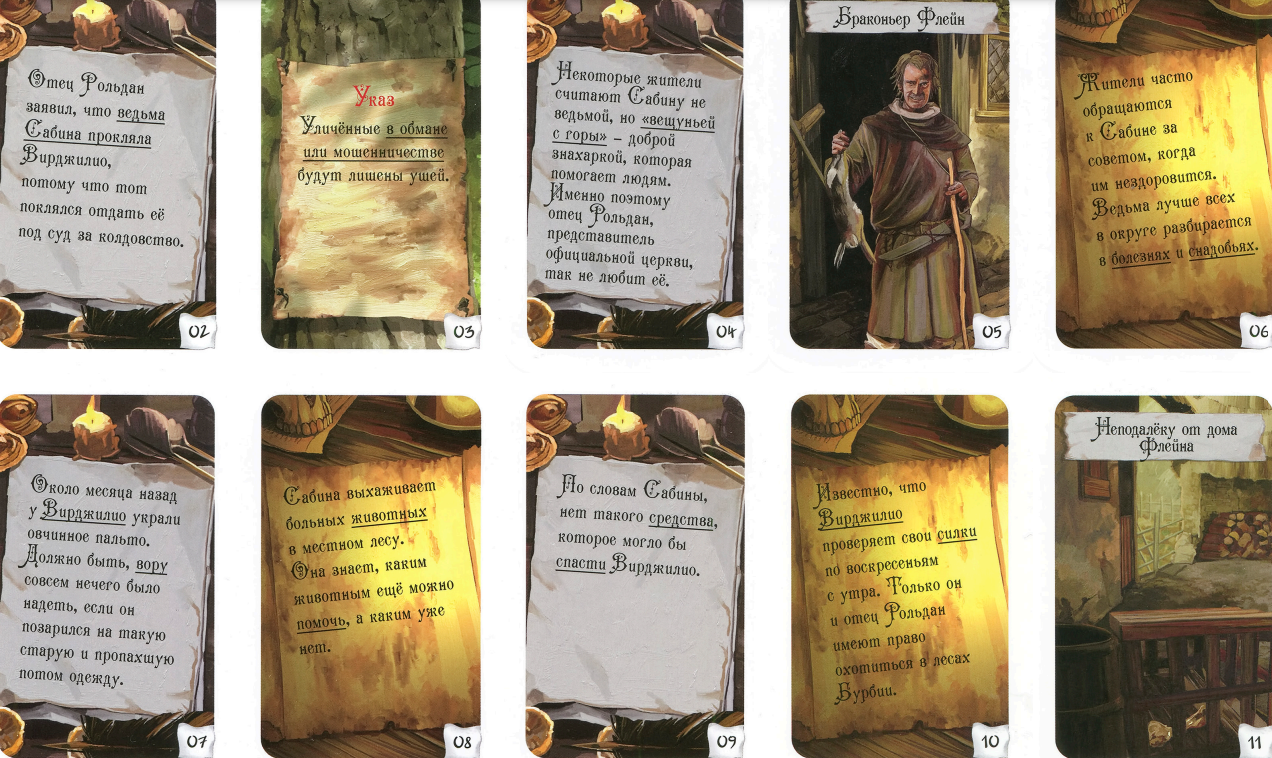 Отец Рольдан
заявил, что ведьма
Сабина прокляла
Вирджилио,
потому что тот
поклялся отдать её
под суд за колдовство.
02
Указ
Уличённые в обмане
или мошенничестве
будут лишены ушей.
03
Некоторые жители
считают Сабину не
ведьмой, но «вещуньей
с горы» – доброй
знахаркой, которая
помогает людям.
Именно поэтому
отец Рольдан,
представитель
официальной церкви,
так не любит её.
04
Браконьер Флейн
05
Жители часто
обращаются
к Сабине за
советом, когда
им нездоровится.
Ведьма лучше всех
в округе разбирается
в болезнях и снадобьях.
06
Около месяца назад
у Вирджилио украли
овчинное пальто.
Должно быть, вору
совсем нечего было
надеть, если он
позарился на такую
старую и пропахшую
потом одежду.
07
Сабина выхаживает
больных животных
в местном лесу.
Она знает, каким
животным ещё можно
помочь, а каким уже
нет.
08
По словам Сабины,
нет такого средства,
которое могло бы
спасти Вирджилио.
09
Известно, что
Вирджилио
проверяет свои силки
по воскресеньям
с утра. Только он
и отец Рольдан
имеют право
охотиться в лесах
Бурбии.
10
Неподалёку от дома
Флейна
11